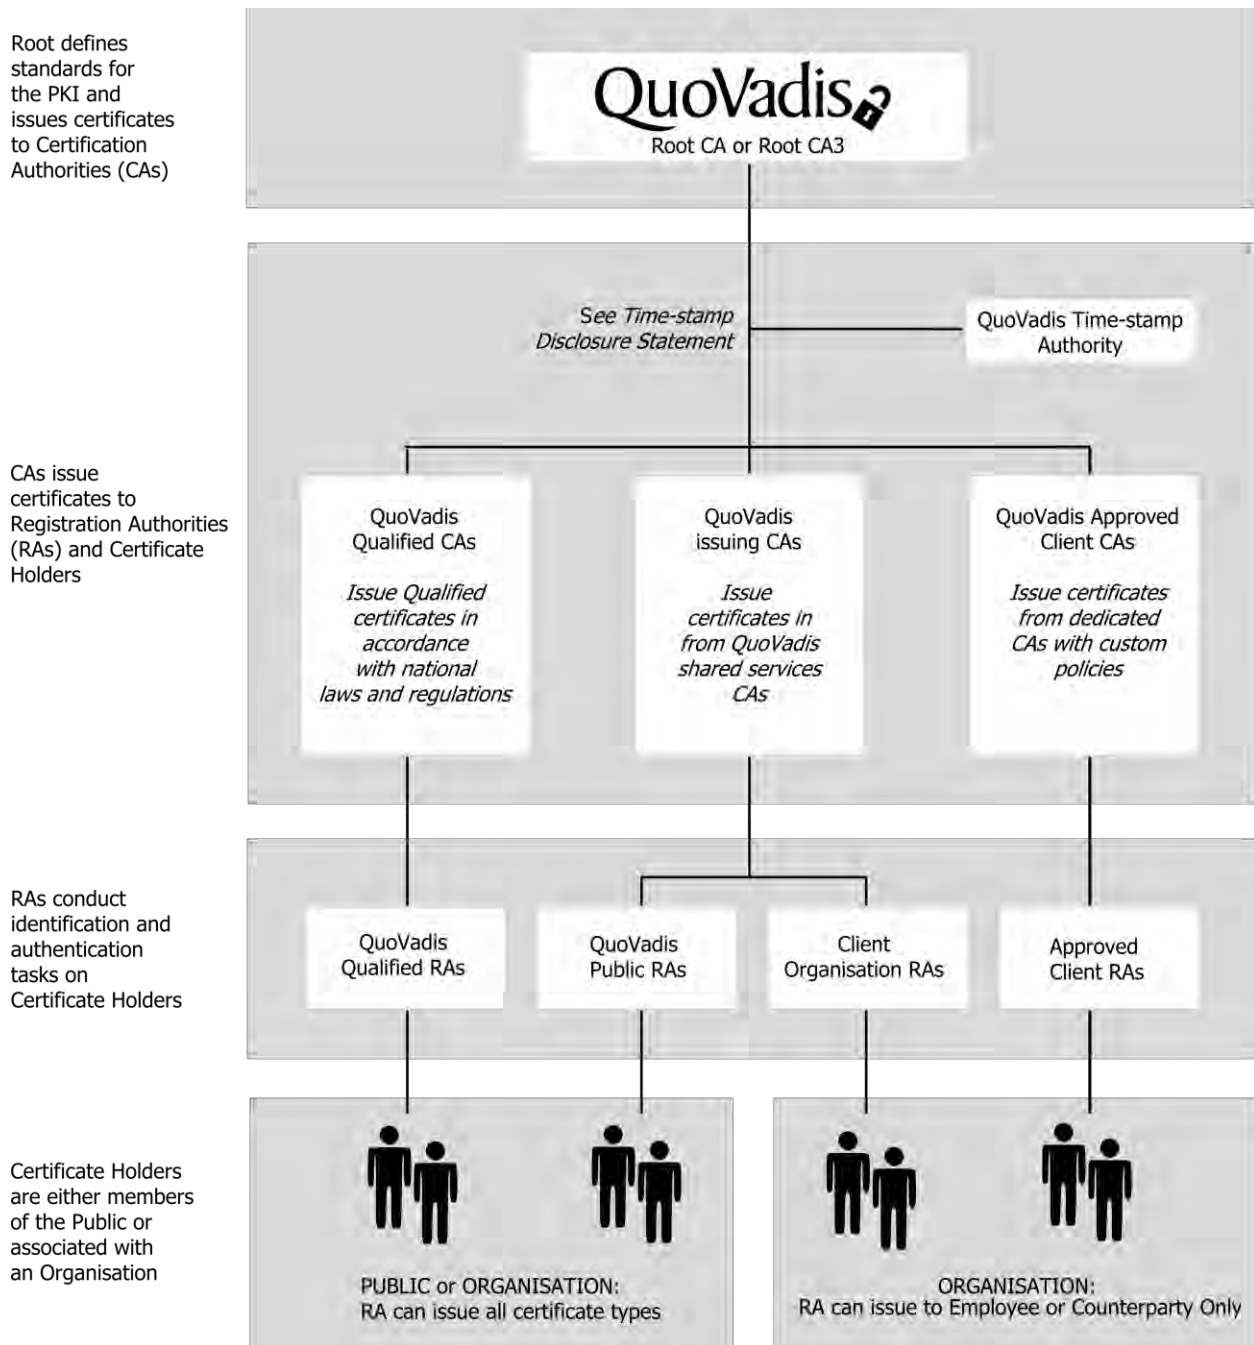 Root defines
standards for
the PKI and
issues certificates
to Certification
Authorities (CAs)
QuoVadis
Root CA or Root CA3
See Time-stamp
Disclosure Statement
QuoVadis Time-stamp
Authority
CAs issue
certificates to
Registration Authorities
(RAs) and Certificate
Holders
QuoVadis
Qualified CAs
Issue Qualified
certificates in
accordance
with national
laws and regulations
QuoVadis
issuing CAs
Issue
certificates in
from QuoVadis
shared services
CAs
QuoVadis Approved
Client CAs
Issue certificates
from dedicated
CAs with custom
policies
RAs conduct
identification and
authentication
tasks on
Certificate Holders
QuoVadis
Qualified RAs
QuoVadis
Public RAs
Client
Organisation RAs
Approved
Client RAs
Certificate Holders
are either members
of the Public or
associated with
an Organisation
PUBLIC or ORGANISATION:
RA can issue all certificate types
ORGANISATION:
RA can issue to Employee or Counterparty Only